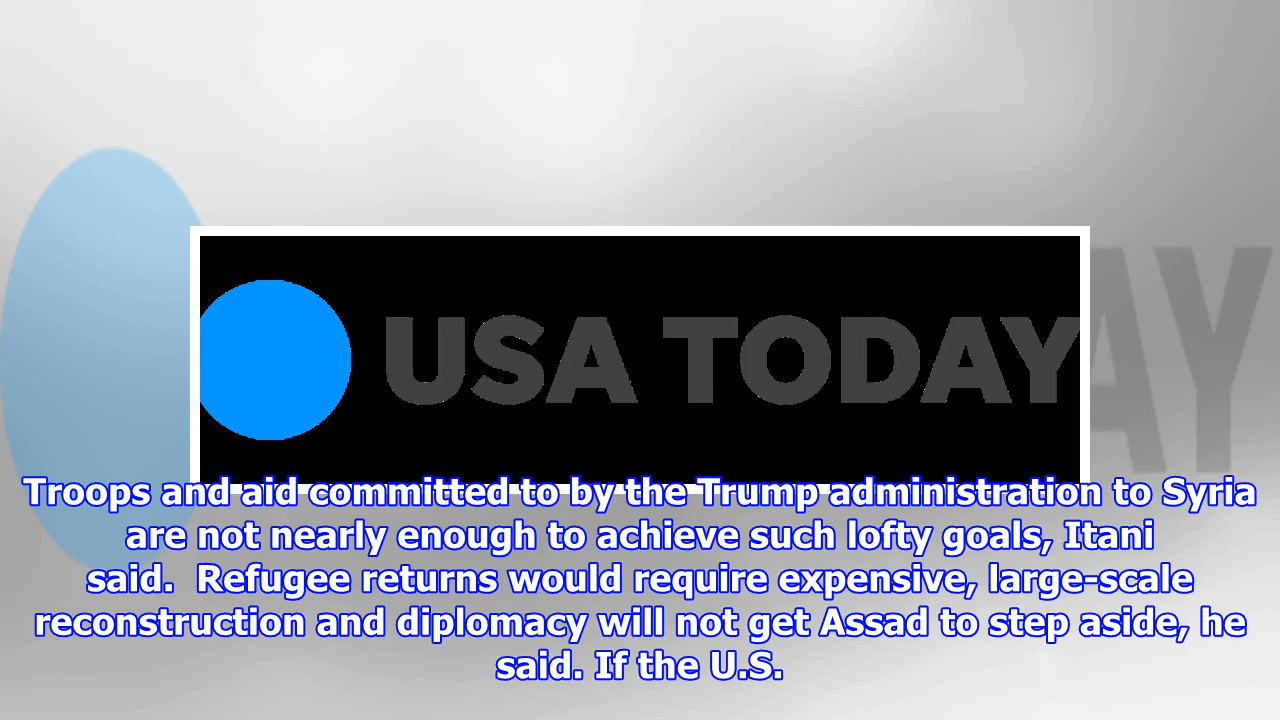 USA TODAY
AY
Troops and aid committed to by the Trump administration to Syria
are not nearly enough to achieve such lofty goals, Itani
said.  Refugee returns would require expensive, large-scale
reconstruction and diplomacy will not get Assad to step aside, he
said. If the U.S.